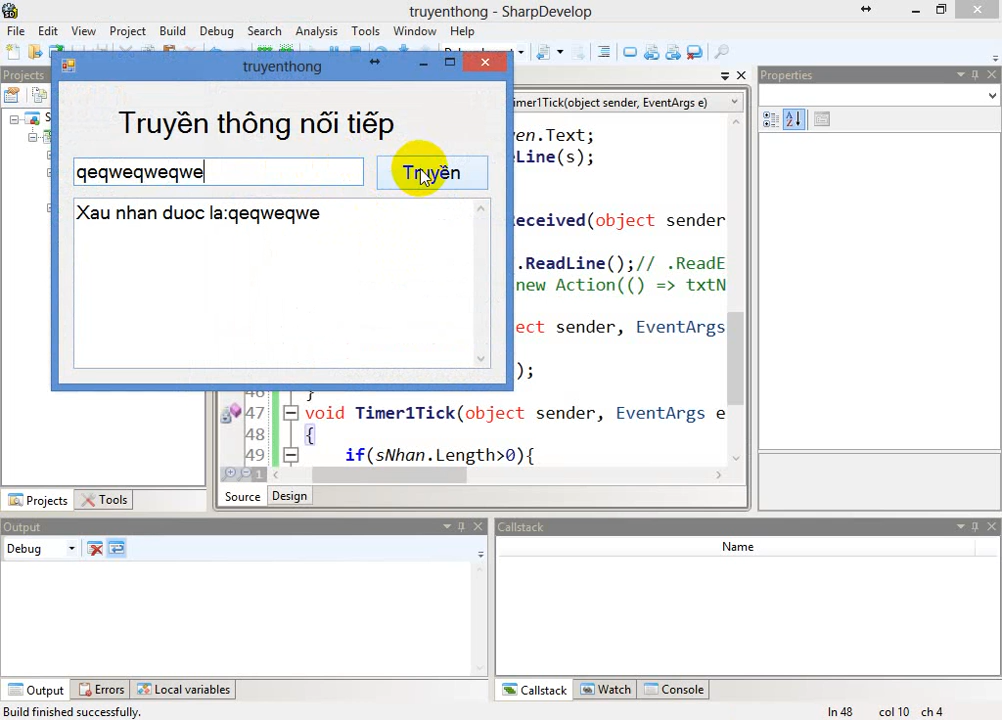 truyenthong - SharpDevelop
File Edit View Project Build Debug Search Analysis Tools Window Help
truyenthong
Truyền thông nối tiếp
qeqweqweqwe
Truyền
Xau nhan duoc la:qeqweqwe
Projects
imer1Tick(object sender, EventArgs e)
en.Text;
eLine(s);
eceived(object sender
.ReadLine();// .ReadE
new Action(() => txtN
ect sender, EventArgs
);
46 }
47 void Timer1Tick(object sender, EventArgs e
48 {
49 if(sNhan.Length>0){
Source Design
Projects Tools
Properties
Output
Debug
Callstack
Name
Output Errors Local variables
Callstack Watch Console
Build finished successfully.
ln 48 col 10 ch 4